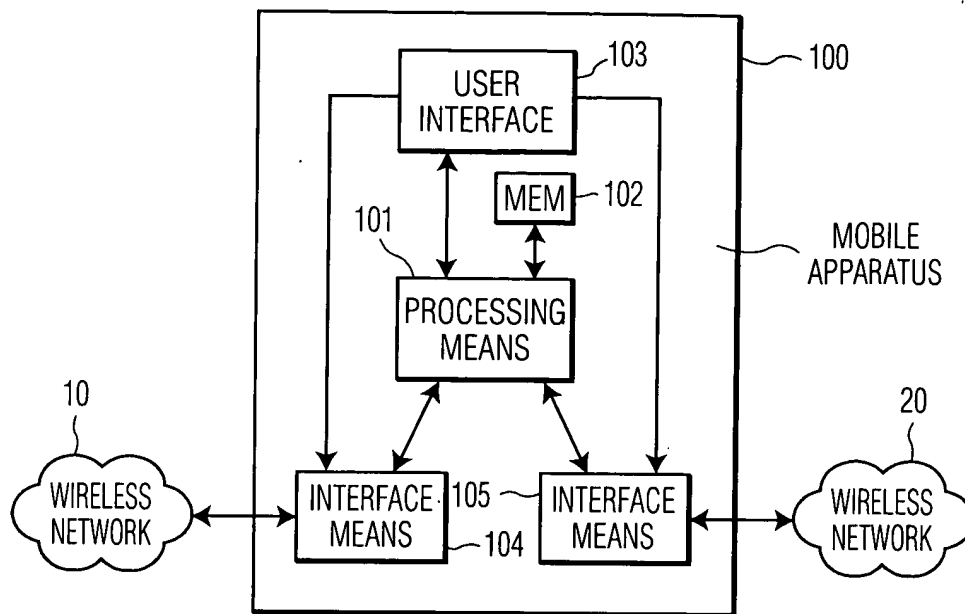 103
100
USER
INTERFACE
MEM
102
101
MOBILE
APPARATUS
PROCESSING
MEANS
10
20
WIRELESS
NETWORK
INTERFACE
MEANS
104
105
INTERFACE
MEANS
WIRELESS
NETWORK